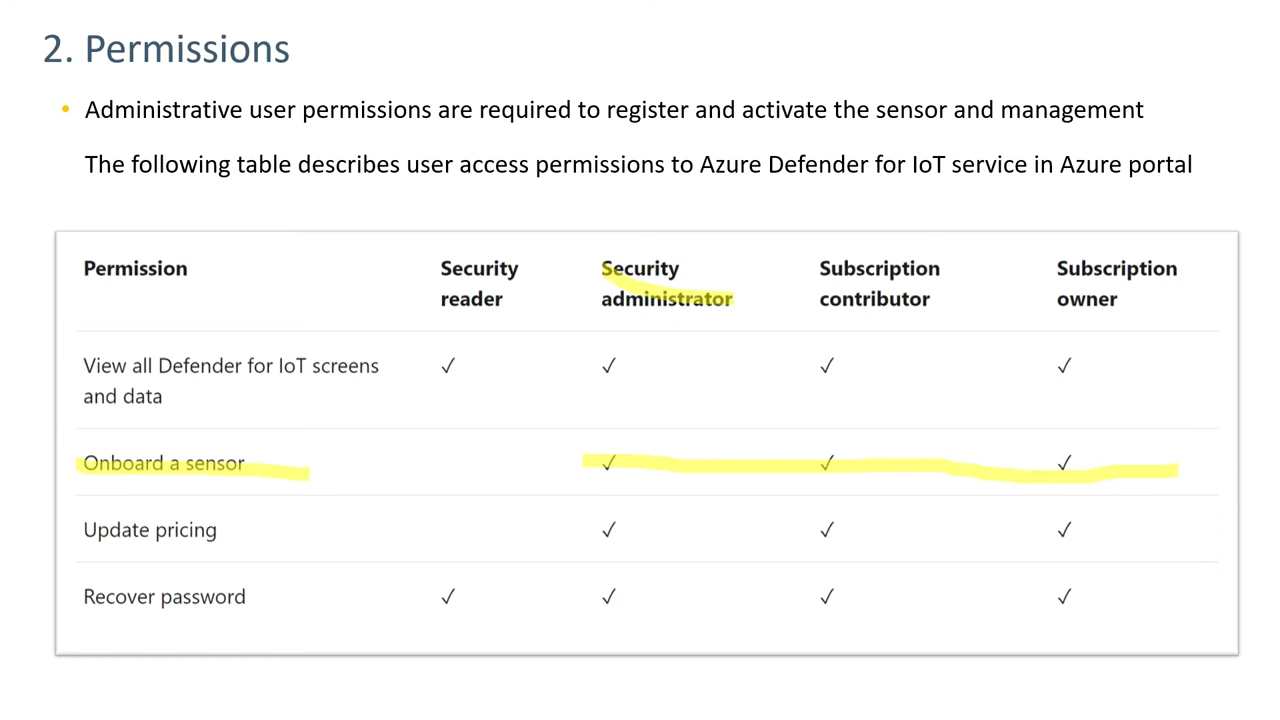 2. Permissions
• Administrative user permissions are required to register and activate the sensor and management
The following table describes user access permissions to Azure Defender for IoT service in Azure portal
Permission Security reader Security administrator Subscription contributor Subscription owner
View all Defender for IoT screens and data ✓ ✓ ✓ ✓
Onboard a sensor ✓ ✓ ✓
Update pricing ✓ ✓ ✓
Recover password ✓ ✓ ✓ ✓